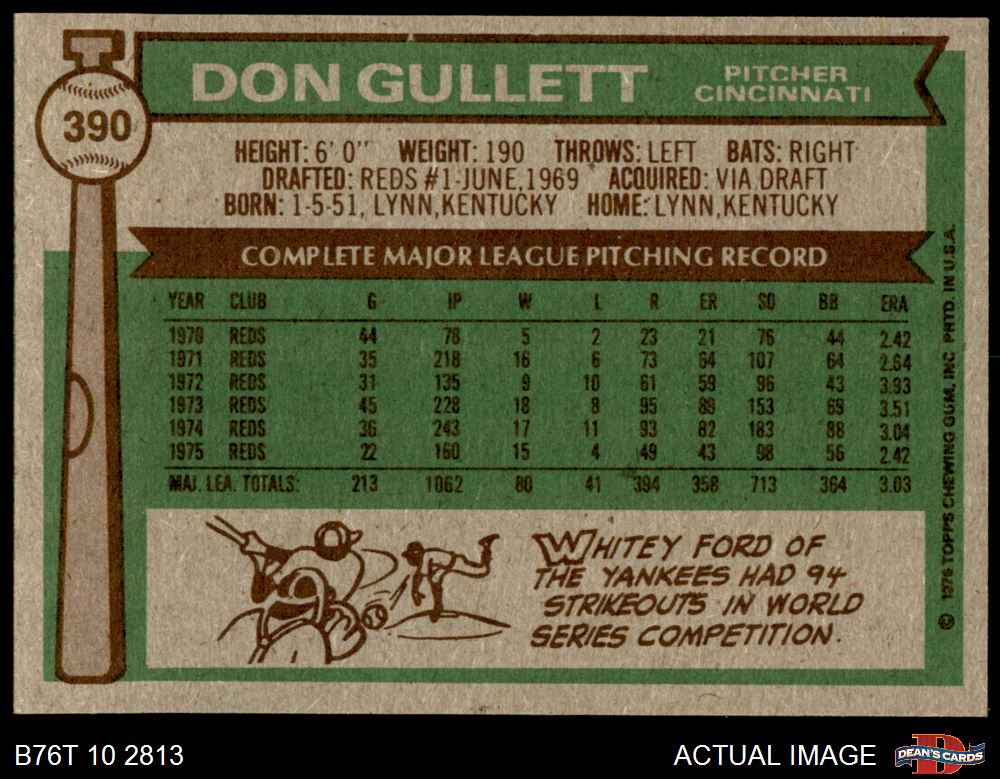 390
DON GULLETT
PITCHER
CINCINNATI
HEIGHT: 6' 0" WEIGHT: 190 THROWS: LEFT BATS: RIGHT
DRAFTED: REDS #1-JUNE, 1969 ACQUIRED: VIA DRAFT
BORN: 1-5-51, LYNN, KENTUCKY HOME: LYNN, KENTUCKY
COMPLETE MAJOR LEAGUE PITCHING RECORD
YEAR CLUB G IP W L R ER SO BB ERA
1970 REDS 44 78 5 2 23 21 76 44 2.42
1971 REDS 35 218 16 6 73 64 107 64 2.64
1972 REDS 31 135 9 10 61 59 96 43 3.93
1973 REDS 45 228 18 8 95 89 153 69 3.51
1974 REDS 36 243 17 11 93 82 183 88 3.04
1975 REDS 22 160 15 4 49 43 98 56 2.42
MAJ. LEA. TOTALS: 213 1062 80 41 394 358 713 364 3.03
WHITEY FORD OF
THE YANKEES HAD 94
STRIKEOUTS IN WORLD
SERIES COMPETITION.
© 1976 TOPPS CHEWING GUM, INC PRTD. IN U.S.A.
B76T 10 2813
ACTUAL IMAGE
D
DEAN'S CARDS